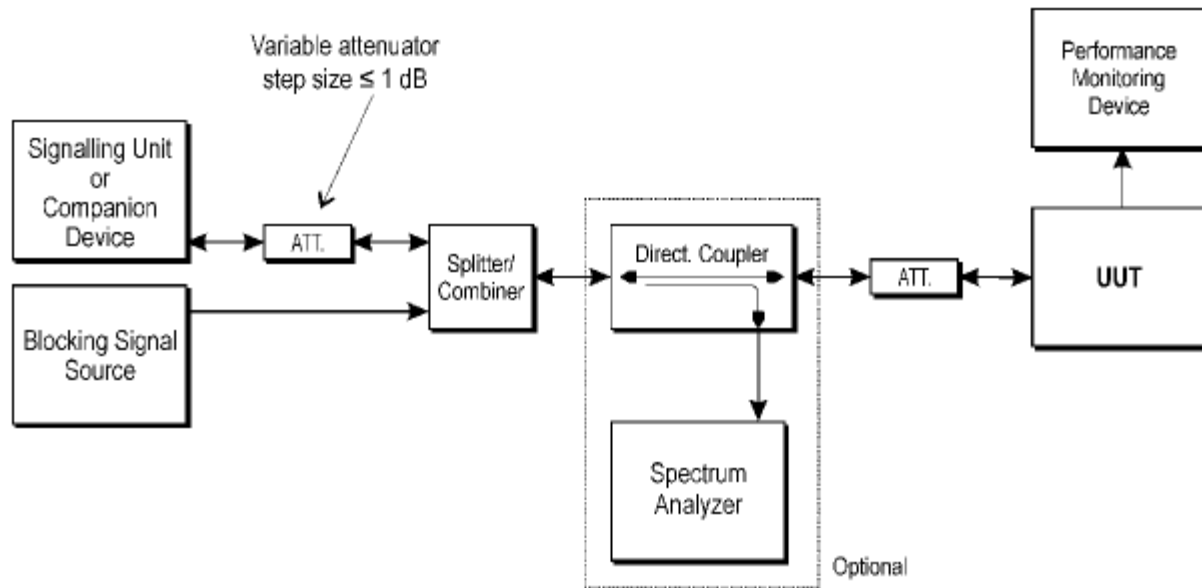 Variable attenuator
step size ≤ 1 dB
Performance
Monitoring
Device
Signalling Unit
or
Companion
Device
ATT.
Splitter/
Combiner
Direct. Coupler
ATT.
UUT
Blocking Signal
Source
Spectrum
Analyzer
Optional